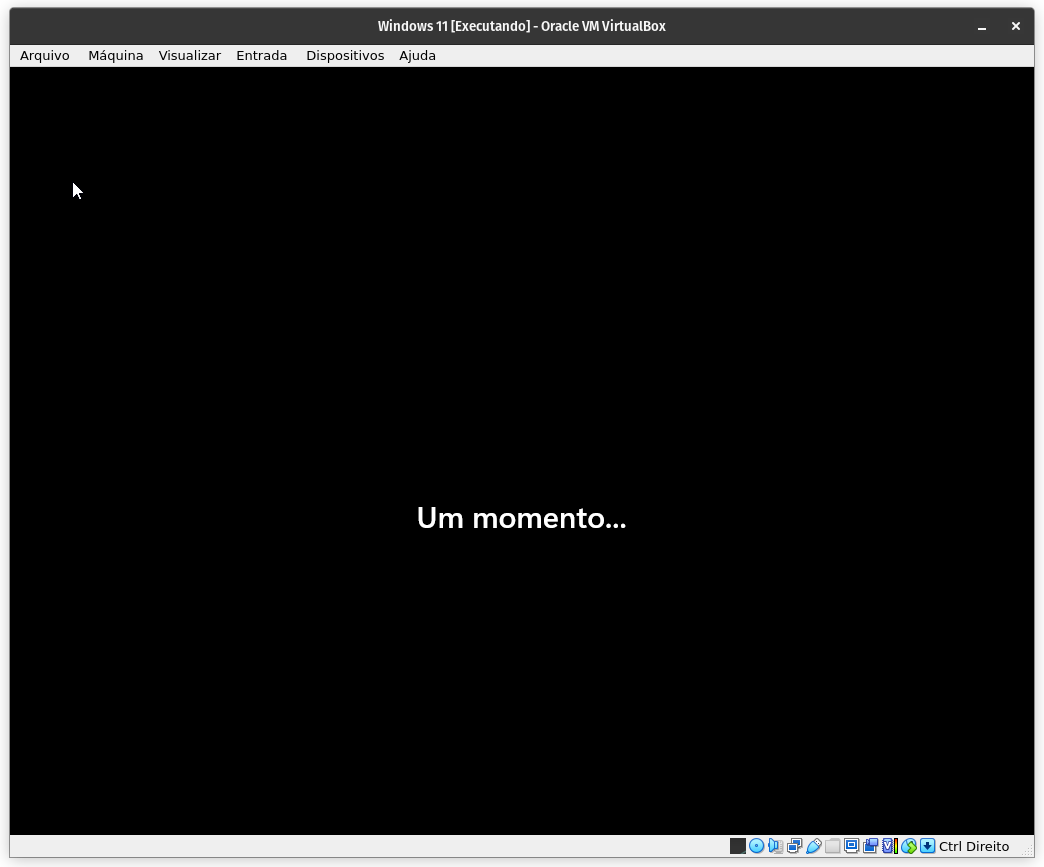 Windows 11 [Executando] - Oracle VM VirtualBox
Arquivo Máquina Visualizar Entrada Dispositivos Ajuda
Um momento...
Ctrl Direito